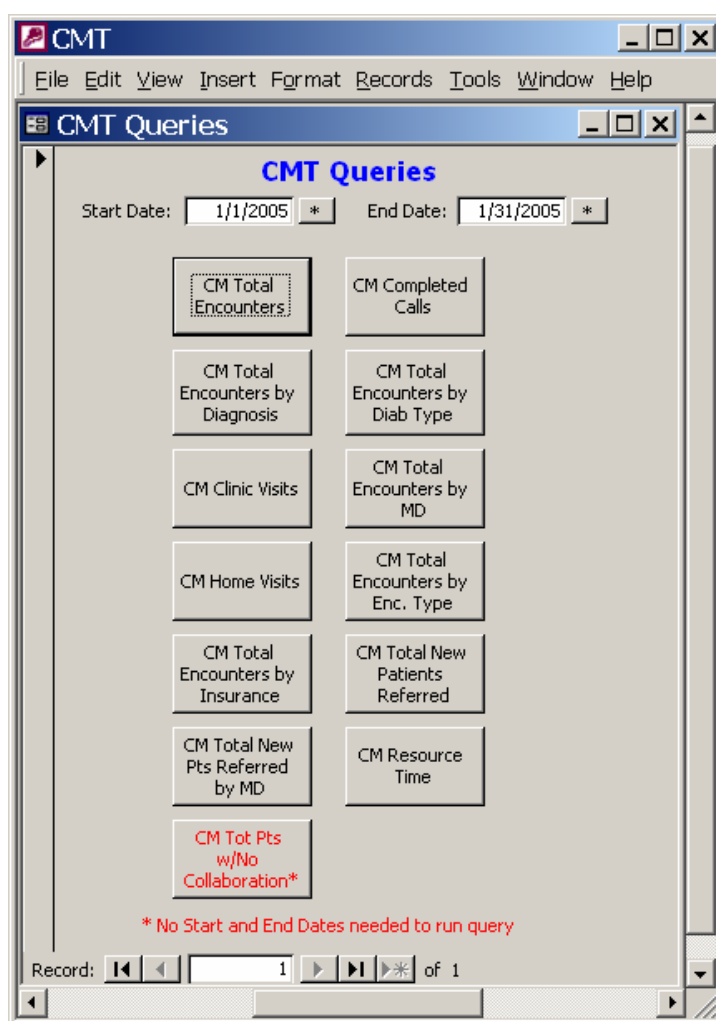 CMT
File Edit View Insert Format Records Tools Window Help
CMT Queries
CMT Queries
Start Date: 1/1/2005 * End Date: 1/31/2005 *
CM Total
Encounters
CM Completed
Calls
CM Total
Encounters by
Diagnosis
CM Total
Encounters by
Diab Type
CM Clinic Visits
CM Total
Encounters by
MD
CM Home Visits
CM Total
Encounters by
Enc. Type
CM Total
Encounters by
Insurance
CM Total New
Patients
Referred
CM Total New
Pts Referred
by MD
CM Resource
Time
CM Tot Pts
w/No
Collaboration*
* No Start and End Dates needed to run query
Record: 1 of 1